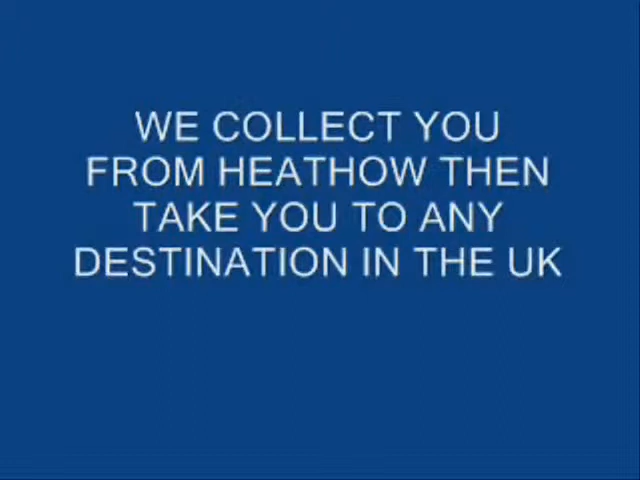 WE COLLECT YOU
FROM HEATHOW THEN
TAKE YOU TO ANY
DESTINATION IN THE UK